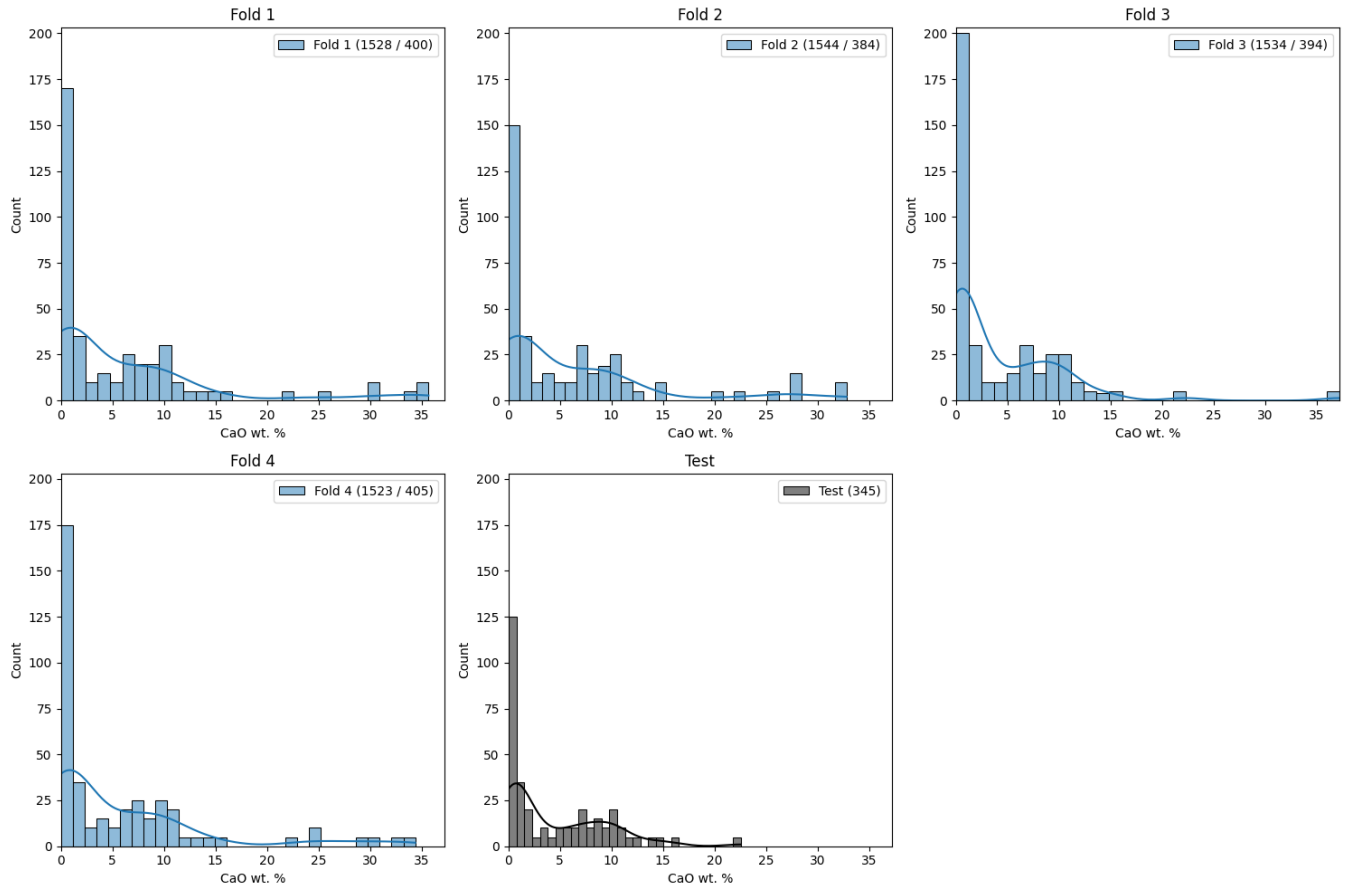 Fold 1
Fold 1 (1528 / 400)
200
175
150
125
100
75
50
25
0
Count
0 5 10 15 20 25 30 35
CaO wt. %
Fold 2
Fold 2 (1544 / 384)
200
175
150
125
100
75
50
25
0
Count
0 5 10 15 20 25 30 35
CaO wt. %
Fold 3
Fold 3 (1534 / 394)
200
175
150
125
100
75
50
25
0
Count
0 5 10 15 20 25 30 35
CaO wt. %
Fold 4
Fold 4 (1523 / 405)
200
175
150
125
100
75
50
25
0
Count
0 5 10 15 20 25 30 35
CaO wt. %
Test
Test (345)
200
175
150
125
100
75
50
25
0
Count
0 5 10 15 20 25 30 35
CaO wt. %